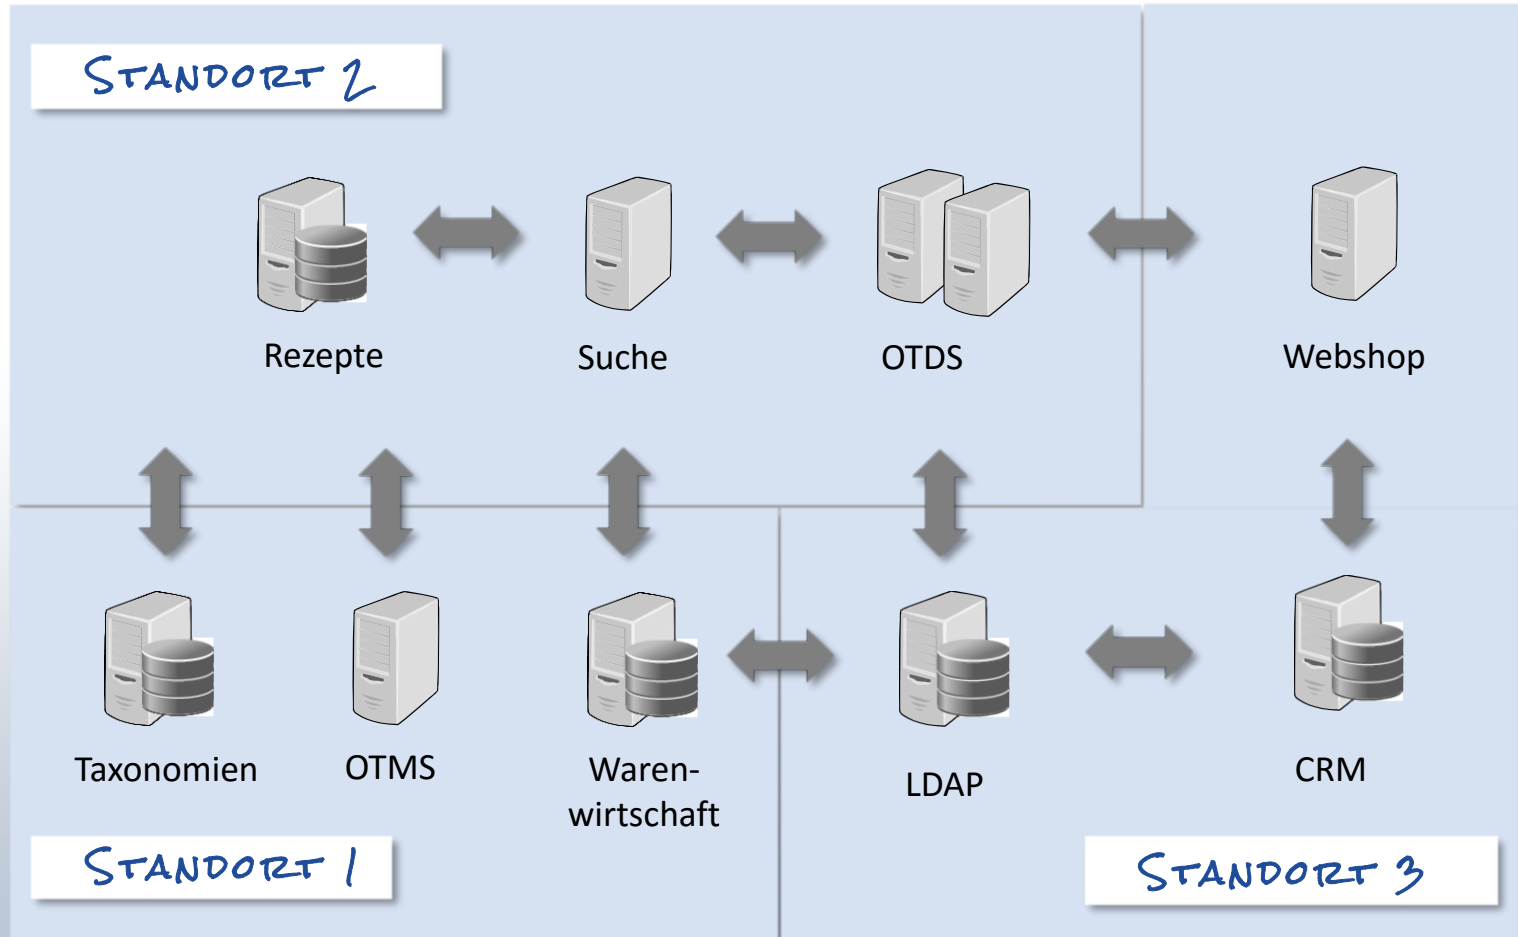 STANDORT 2
Rezepte
Suche
OTDS
Webshop
Taxonomien
OTMS
Waren-
wirtschaft
LDAP
CRM
STANDORT 1
STANDORT 3